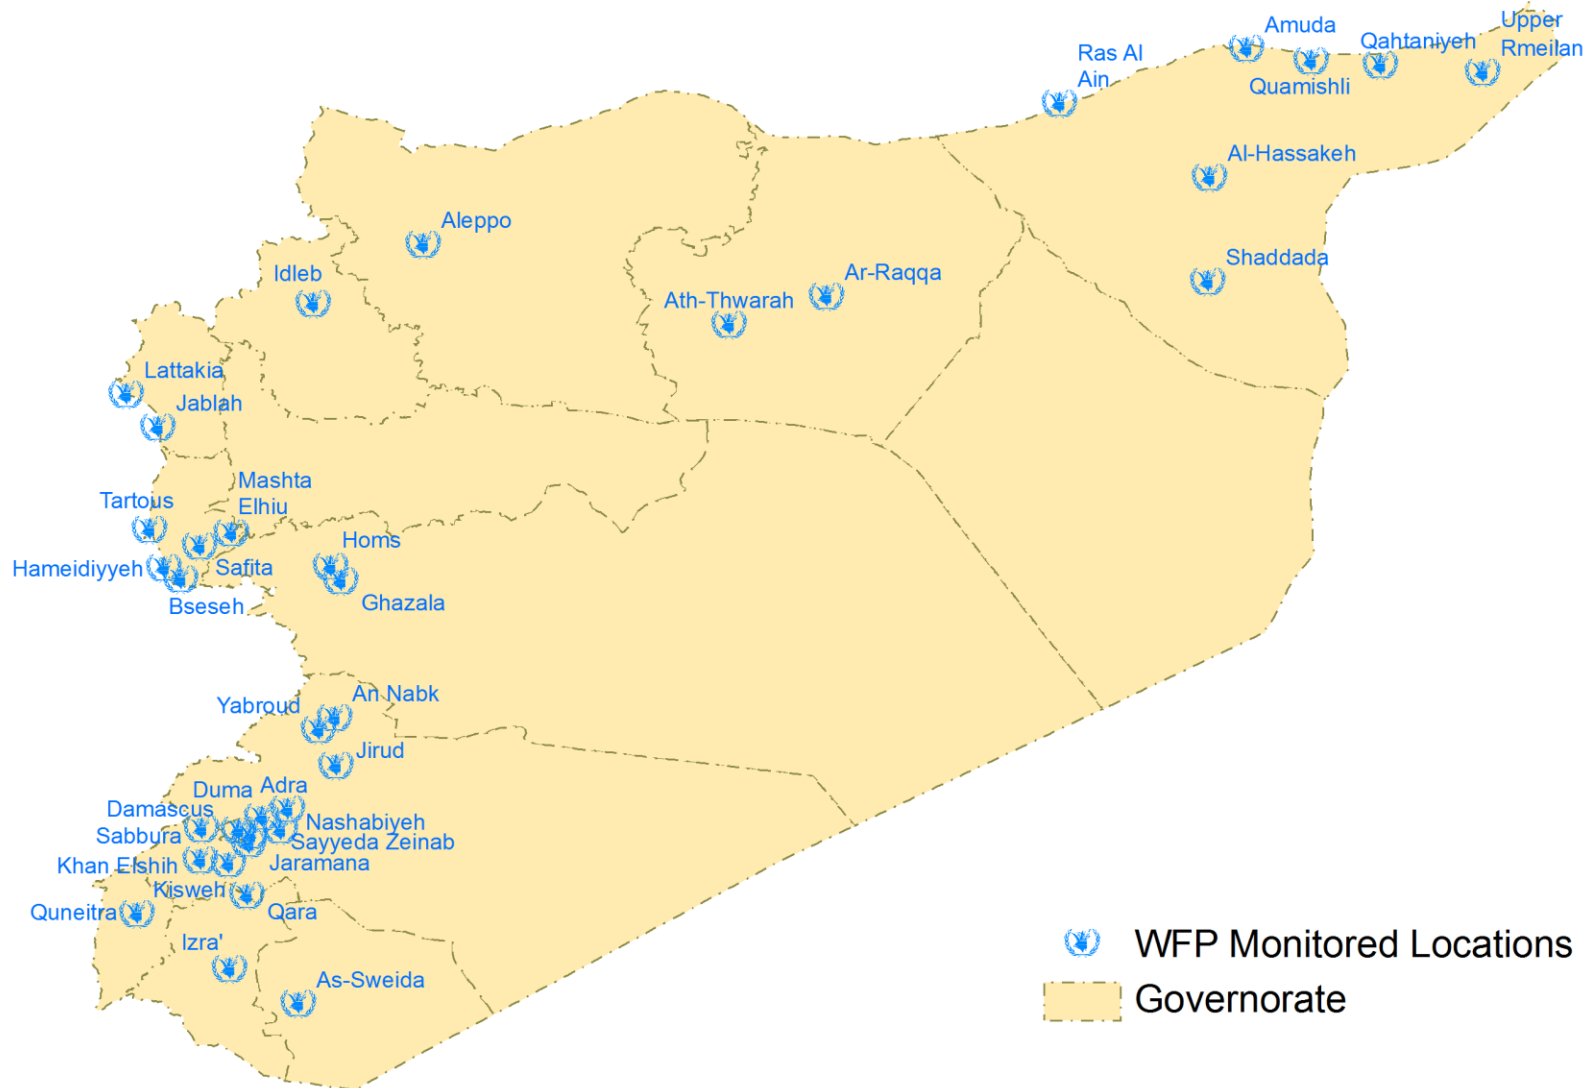 Upper
Rmeilan
Amuda
Qahtaniyeh
Ras Al
Ain
Quamishli
Al-Hassakeh
Aleppo
Shaddada
Idleb
Ar-Raqqa
Ath-Thwarah
Lattakia
Jablah
Mashta
Elhiu
Tartous
Homs
Hameidiyyeh
Safita
Bseseh
Ghazala
An Nabk
Yabroud
Jirud
Duma
Adra
Damascus
Nashabiyeh
Sabbura
Sayyeda Zeinab
Khan Elshih
Jaramana
Kisweh
Quneitra
Qara
Izra'
As-Sweida
WFP Monitored Locations
Governorate